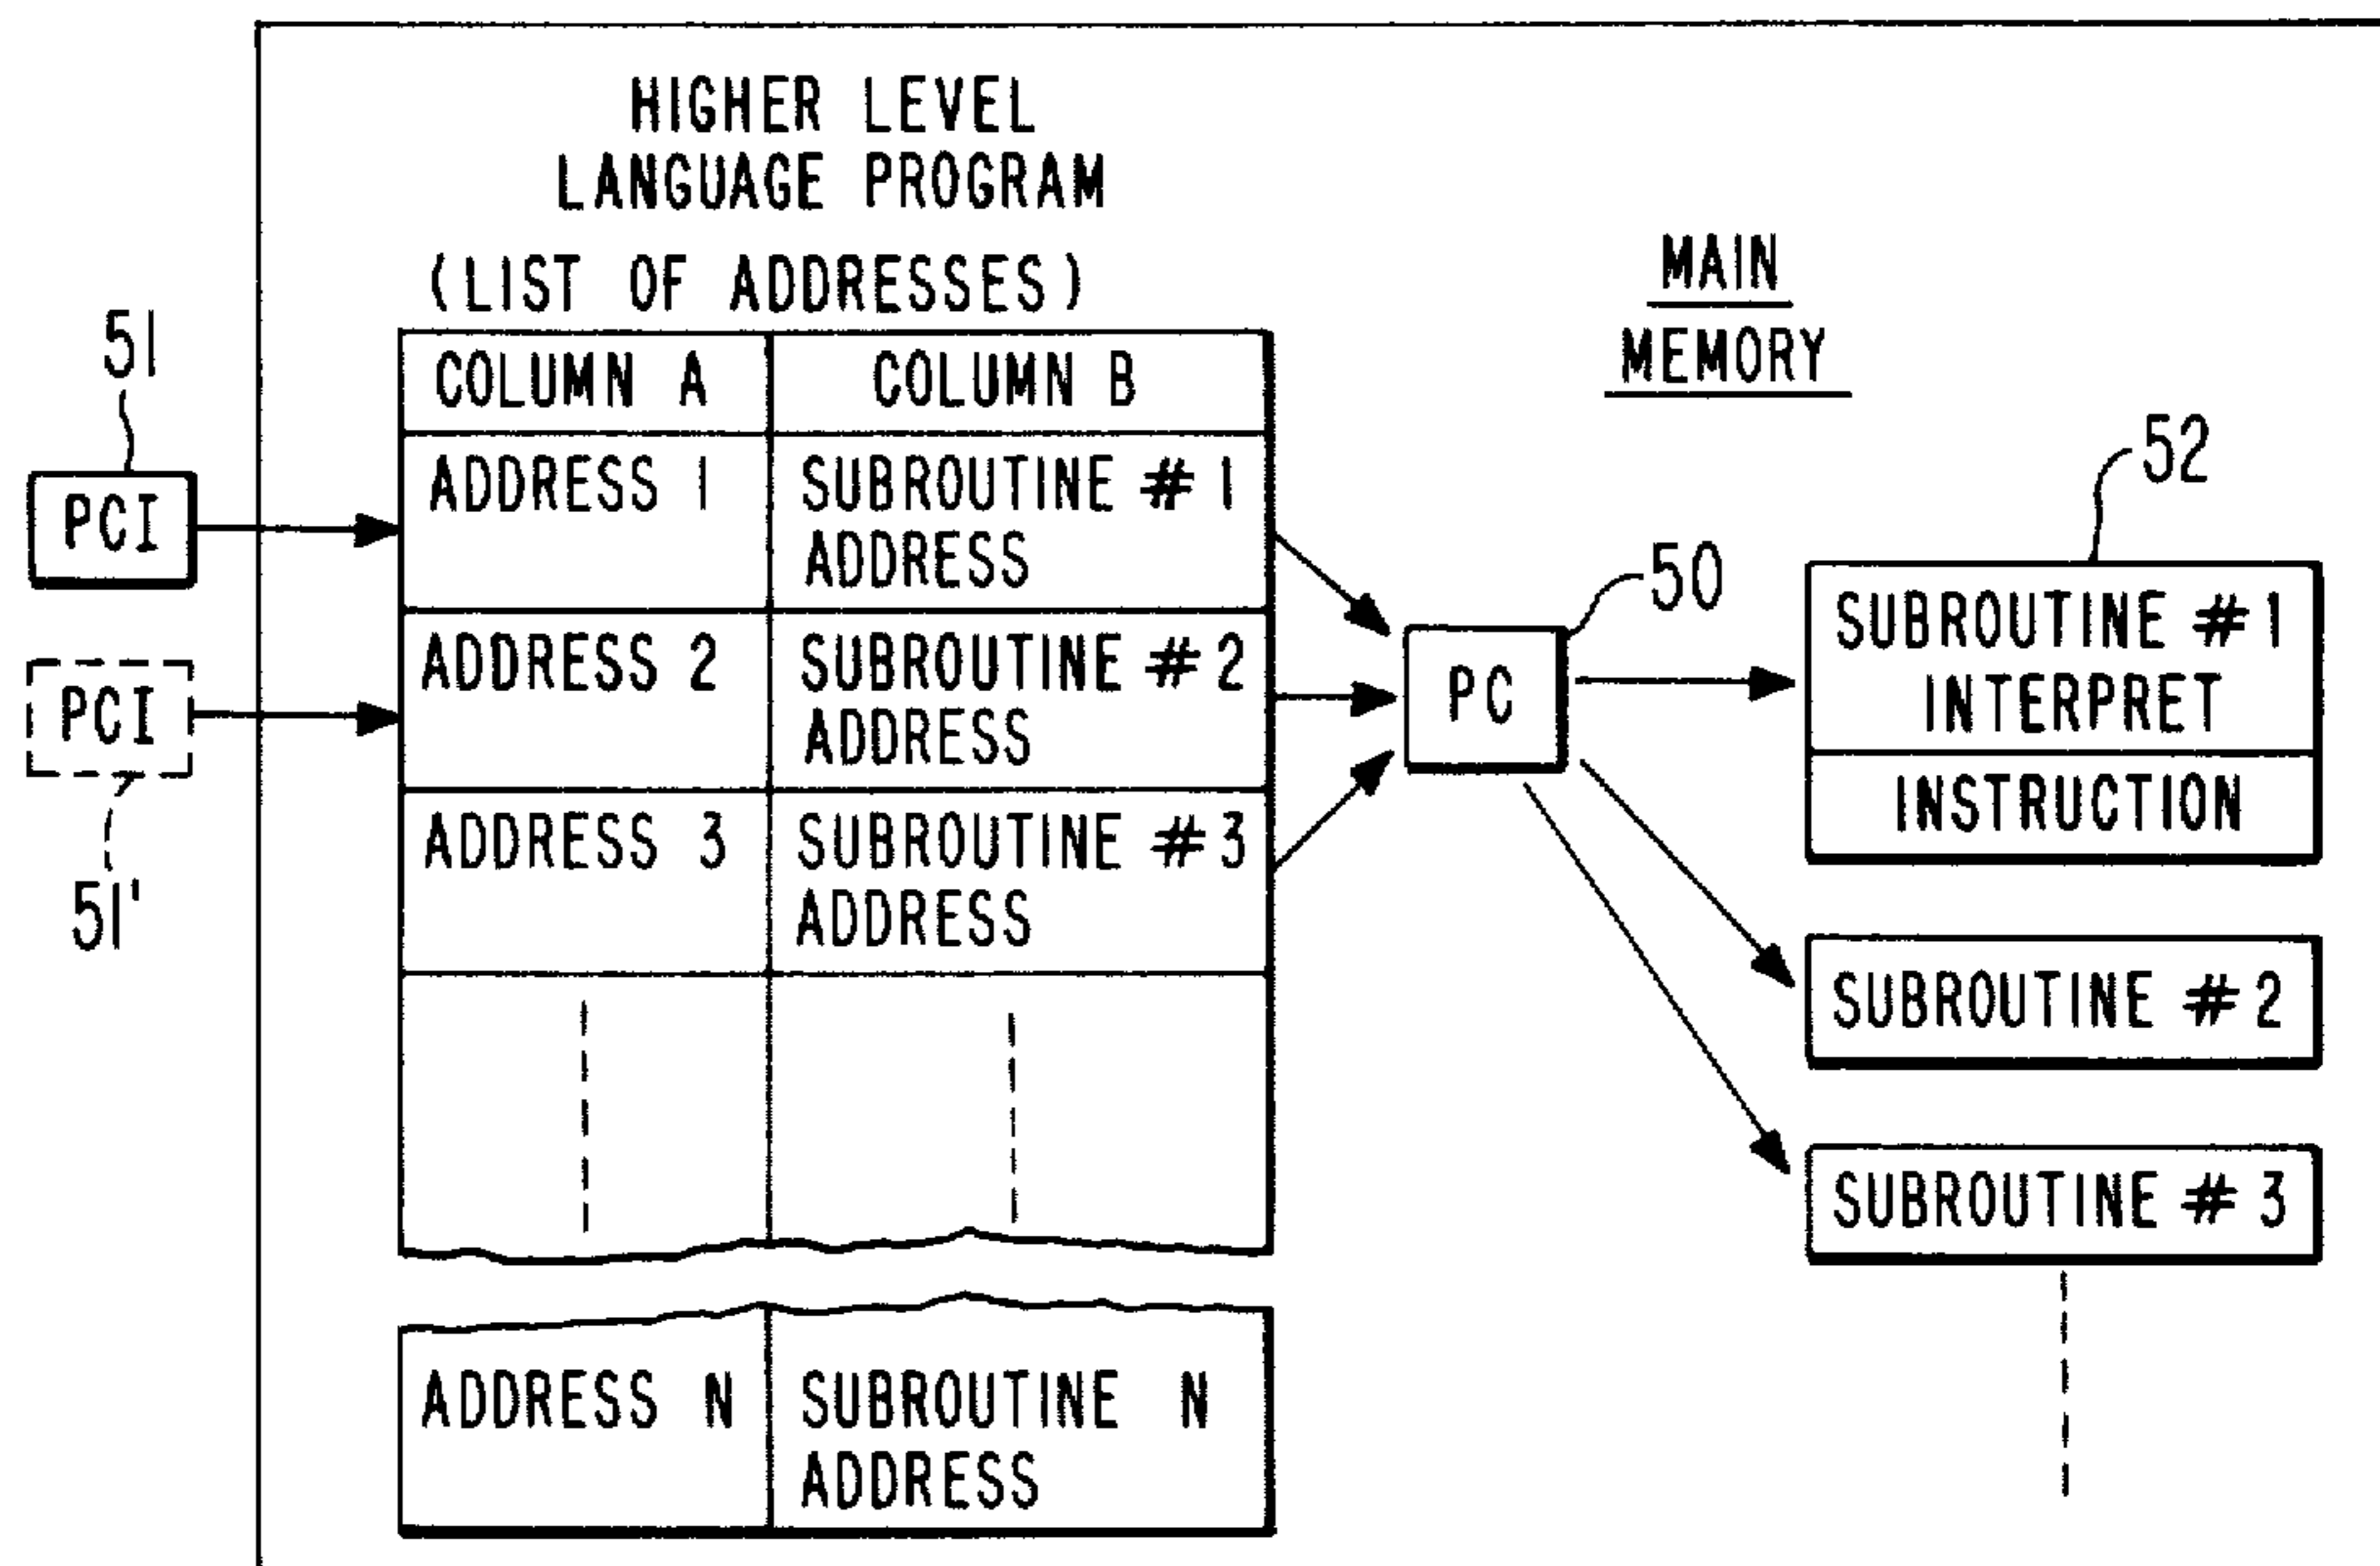 HIGHER LEVEL
LANGUAGE PROGRAM
(LIST OF ADDRESSES)
MAIN
MEMORY
51
PCI
PCI
51'
COLUMN A COLUMN B
ADDRESS 1 SUBROUTINE #1
ADDRESS
ADDRESS 2 SUBROUTINE #2
ADDRESS
ADDRESS 3 SUBROUTINE #3
ADDRESS
ADDRESS N SUBROUTINE N
ADDRESS
50
PC
52
SUBROUTINE #1
INTERPRET
INSTRUCTION
SUBROUTINE #2
SUBROUTINE #3